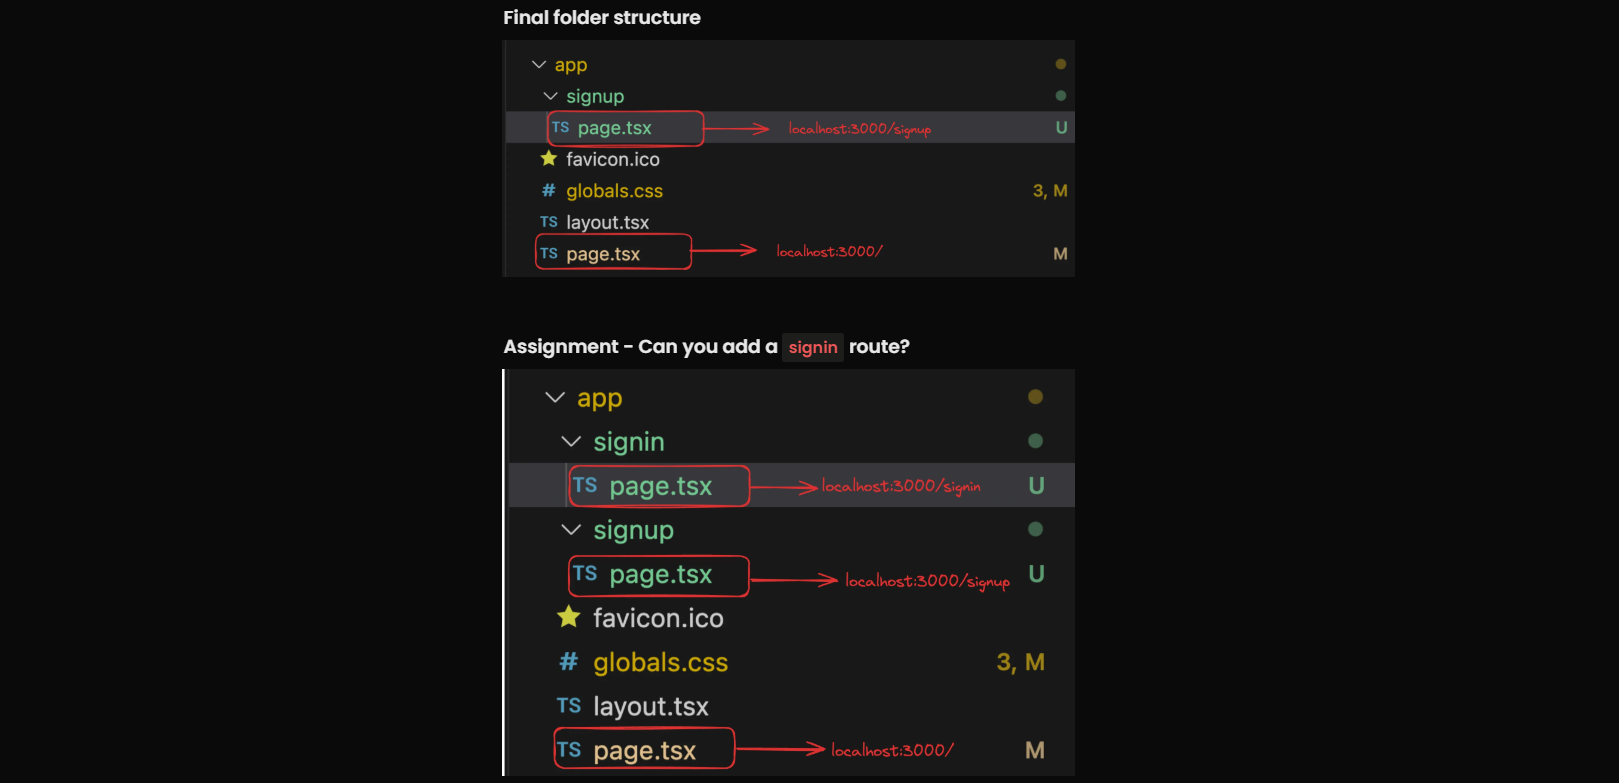 Final folder structure
app
signup
TS page.tsx localhost:3000/signup U
favicon.ico
# globals.css 3, M
TS layout.tsx
TS page.tsx localhost:3000/ M
Assignment - Can you add a signin route?
app
signin
TS page.tsx localhost:3000/signin U
signup
TS page.tsx localhost:3000/signup U
favicon.ico
# globals.css 3, M
TS layout.tsx
TS page.tsx localhost:3000/ M